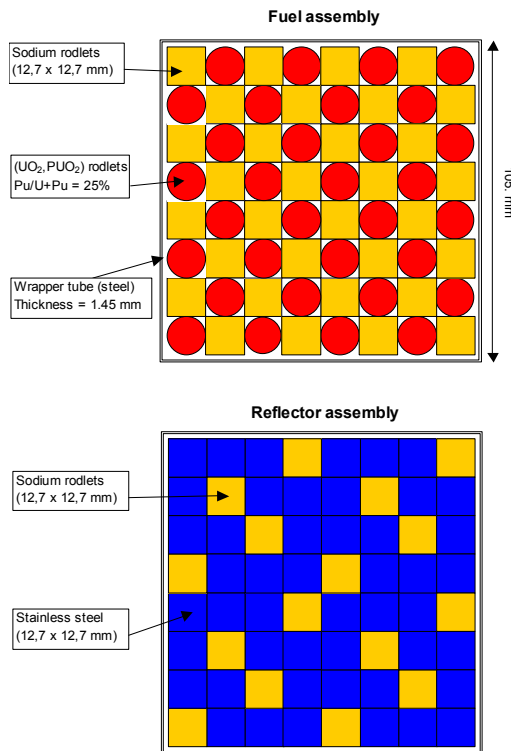 Fuel assembly
Sodium rodlets
(12,7 x 12,7 mm)
(UO2,PUO2) rodlets
Pu/U+Pu = 25%
Wrapper tube (steel)
Thickness = 1.45 mm
mm
Reflector assembly
Sodium rodlets
(12,7 x 12,7 mm)
Stainless steel
(12,7 x 12,7 mm)